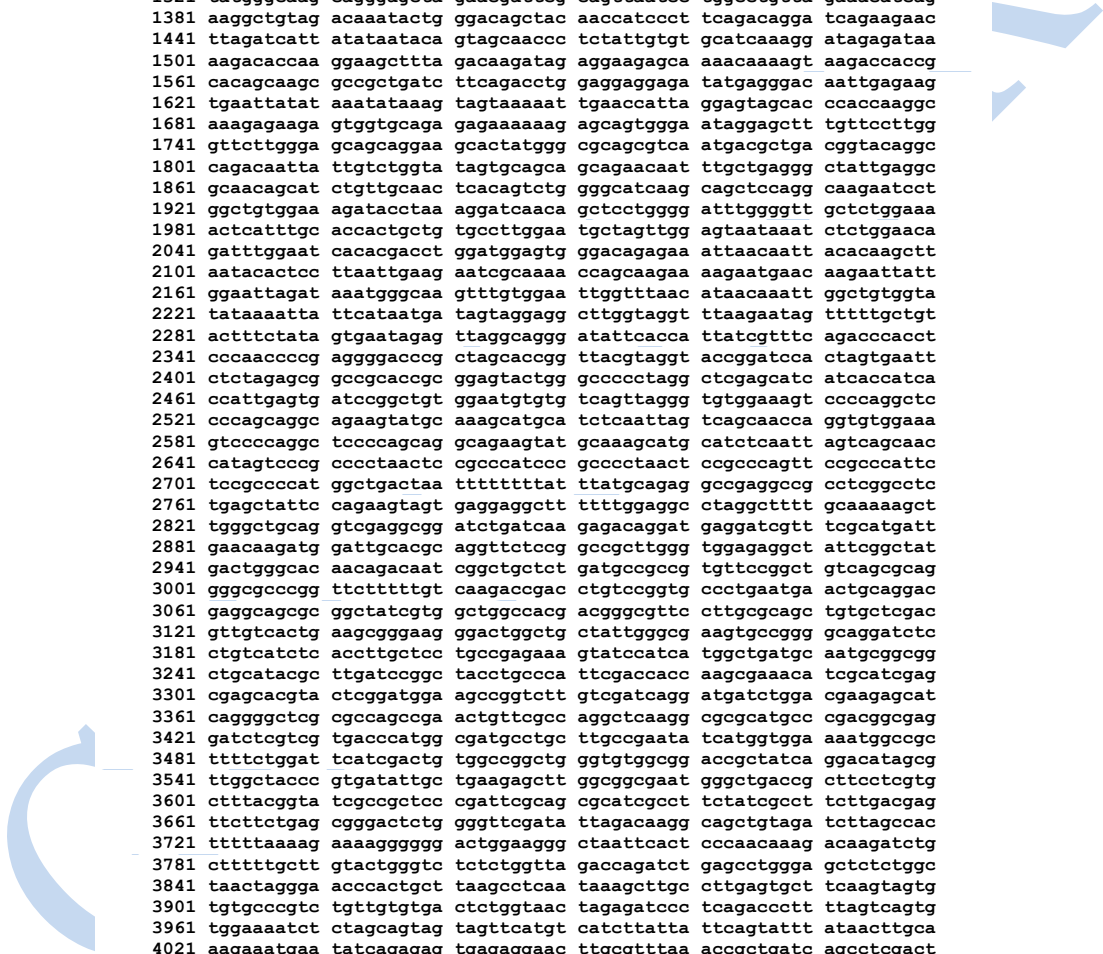 1381 aaggctgtag acaaatactg ggacagctac aaccatccct tcagacagga tcagaagaac
1441 ttagatcatt atataataca gtagcaaccc tctattgtgt gcatcaaagg atagagataa
1501 aagacaccaa ggaagcttta gacaagatag aggaagagca aaacaaaagt aagaccaccg
1561 cacagcaagc gccgctgatc ttcagacctg gaggaggaga tatgagggac aattgagaag
1621 tgaattatat aaatataaag tagtaaaaat tgaaccatta ggagtagcac ccaccaaggc
1681 aaagagaaga gtggtgcaga gagaaaaaag agcagtggga ataggagctt tgttccttgg
1741 gttcttggga gcagcaggaa gcactatggg cgcagcgtca atgacgctga cggtacaggc
1801 cagacaatta ttgtctggta tagtgcagca gcagaacaat ttgctgaggg ctattgaggc
1861 gcaacagcat ctgttgcaac tcacagtctg gggcatcaag cagctccagg caagaatcct
1921 ggctgtggaa agatacctaa aggatcaaca gctcctgggg atttggggtt gctctggaaa
1981 actcatttgc accactgctg tgccttggaa tgctagttgg agtaataaat ctctggaaca
2041 gatttggaat cacacgacct ggatggagtg ggacagagaa attaacaatt acacaagctt
2101 aatacactcc ttaattgaag aatcgcaaaa ccagcaagaa aagaatgaac aagaattatt
2161 ggaattagat aaatgggcaa gtttgtggaa ttggtttaac ataacaaatt ggctgtggta
2221 tataaaatta ttcataatga tagtaggagg cttggtaggt ttaagaatag tttttgctgt
2281 actttctata gtgaatagag ttaggcaggg atattcacca ttatcgtttc agacccacct
2341 cccaaccccg aggggacccg ctagcaccgg ttacgtaggt accggatcca ctagtgaatt
2401 ctctagagcg gccgcaccgc ggagtactgg gccccctagg ctcgagcatc atcaccatca
2461 ccattgagtg atccggctgt ggaatgtgtg tcagttaggg tgtggaaagt ccccaggctc
2521 cccagcaggc agaagtatgc aaagcatgca tctcaattag tcagcaacca ggtgtggaaa
2581 gtccccaggc tccccagcag gcagaagtat gcaaagcatg catctcaatt agtcagcaac
2641 catagtcccg cccctaactc cgcccatccc gcccctaact ccgcccagtt ccgcccattc
2701 tccgccccat ggctgactaa ttttttttat ttatgcagag gccgaggccg cctcggcctc
2761 tgagctattc cagaagtagt gaggaggctt ttttggaggc ctaggctttt gcaaaaagct
2821 tgggctgcag gtcgaggcgg atctgatcaa gagacaggat gaggatcgtt tcgcatgatt
2881 gaacaagatg gattgcacgc aggttctccg gccgcttggg tggagaggct attcggctat
2941 gactgggcac aacagacaat cggctgctct gatgccgccg tgttccggct gtcagcgcag
3001 gggcgcccgg ttctttttgt caagaccgac ctgtccggtg ccctgaatga actgcaggac
3061 gaggcagcgc ggctatcgtg gctggccacg acgggcgttc cttgcgcagc tgtgctcgac
3121 gttgtcactg aagcgggaag ggactggctg ctattgggcg aagtgccggg gcaggatctc
3181 ctgtcatctc accttgctcc tgccgagaaa gtatccatca tggctgatgc aatgcggcgg
3241 ctgcatacgc ttgatccggc tacctgccca ttcgaccacc aagcgaaaca tcgcatcgag
3301 cgagcacgta ctcggatgga agccggtctt gtcgatcagg atgatctgga cgaagagcat
3361 caggggctcg cgccagccga actgttcgcc aggctcaagg cgcgcatgcc cgacggcgag
3421 gatctcgtcg tgacccatgg cgatgcctgc ttgccgaata tcatggtgga aaatggccgc
3481 ttttctggat tcatcgactg tggccggctg ggtgtggcgg accgctatca ggacatagcg
3541 ttggctaccc gtgatattgc tgaagagctt ggcggcgaat gggctgaccg cttcctcgtg
3601 ctttacggta tcgccgctcc cgattcgcag cgcatcgcct tctatcgcct tcttgacgag
3661 ttcttctgag cgggactctg gggttcgata ttagacaagg cagctgtaga tcttagccac
3721 tttttaaaag aaaagggggg actggaaggg ctaattcact cccaacaaag acaagatctg
3781 ctttttgctt gtactgggtc tctctggtta gaccagatct gagcctggga gctctctggc
3841 taactaggga acccactgct taagcctcaa taaagcttgc cttgagtgct tcaagtagtg
3901 tgtgcccgtc tgttgtgtga ctctggtaac tagagatccc tcagaccctt ttagtcagtg
3961 tggaaaatct ctagcagtag tagttcatgt catcttatta ttcagtattt ataacttgca
4021 aagaaatgaa tatcagagag tgagaggaac ttgcgtttaa accgctgatc agcctcgact